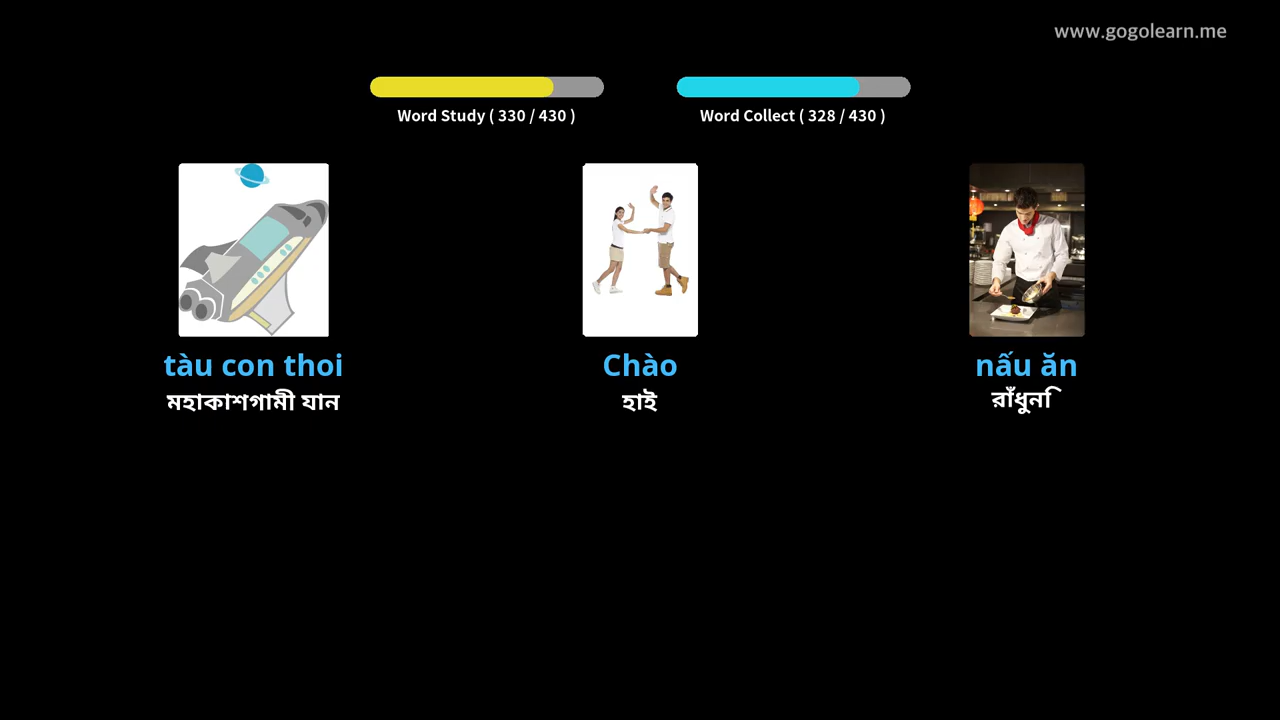 www.gogolearn.me
Word Study ( 330 / 430 )
Word Collect ( 328 / 430 )
tàu con thoi
Chào
nấu ăn
মহাকাশগামী যান
হাই
রাঁধুনি